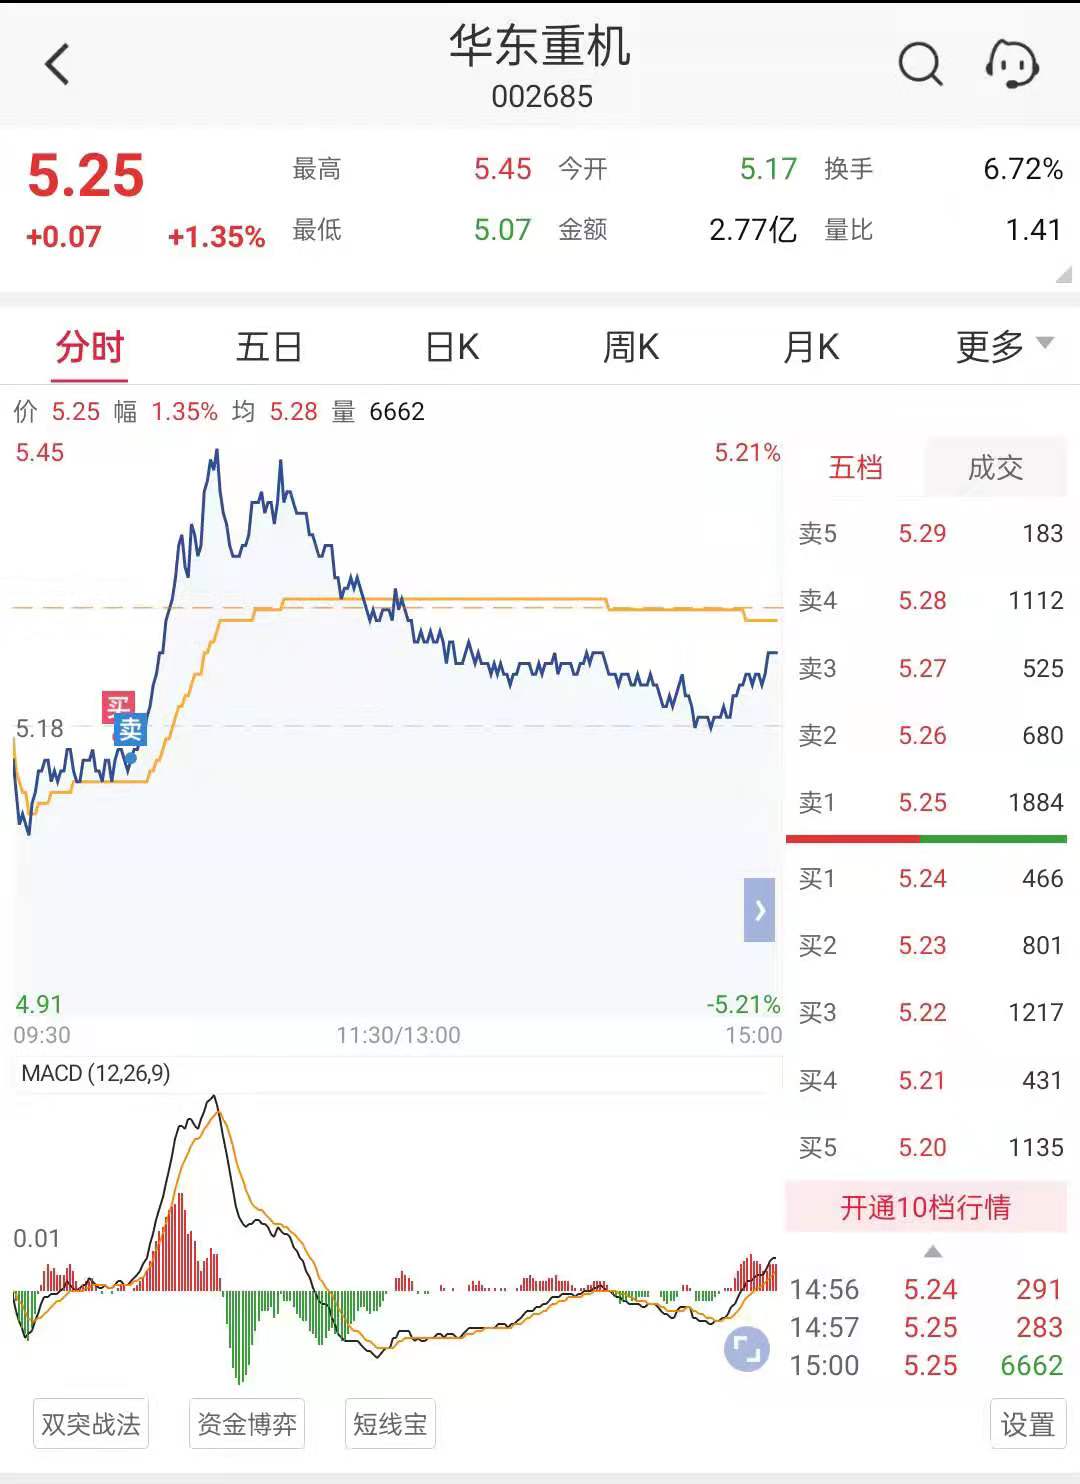 华东重机
002685
5.25 最高 5.45 今开 5.17 换手 6.72%
+0.07 +1.35% 最低 5.07 金额 2.77亿 量比 1.41
分时 五日 日K 周K 月K 更多
价 5.25 幅 1.35% 均 5.28 量 6662
5.45 5.21%
买
卖
5.18
4.91 -5.21%
09:30 11:30/13:00 15:00
MACD (12,26,9)
0.01
五档 成交
卖5 5.29 183
卖4 5.28 1112
卖3 5.27 525
卖2 5.26 680
卖1 5.25 1884
买1 5.24 466
买2 5.23 801
买3 5.22 1217
买4 5.21 431
买5 5.20 1135
开通10档行情
14:56 5.24 291
14:57 5.25 283
15:00 5.25 6662
双突战法 资金博弈 短线宝 设置